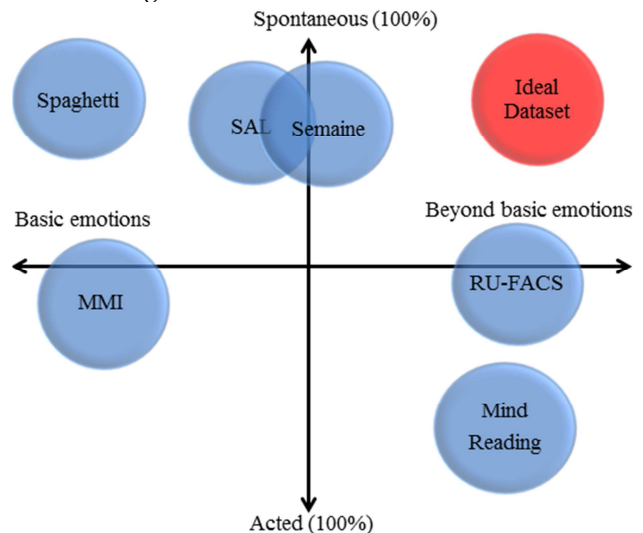 Spontaneous (100%)
Spaghetti
SAL
Semaine
Ideal
Dataset
Basic emotions
Beyond basic emotions
MMI
RU-FACS
Mind
Reading
Acted (100%)